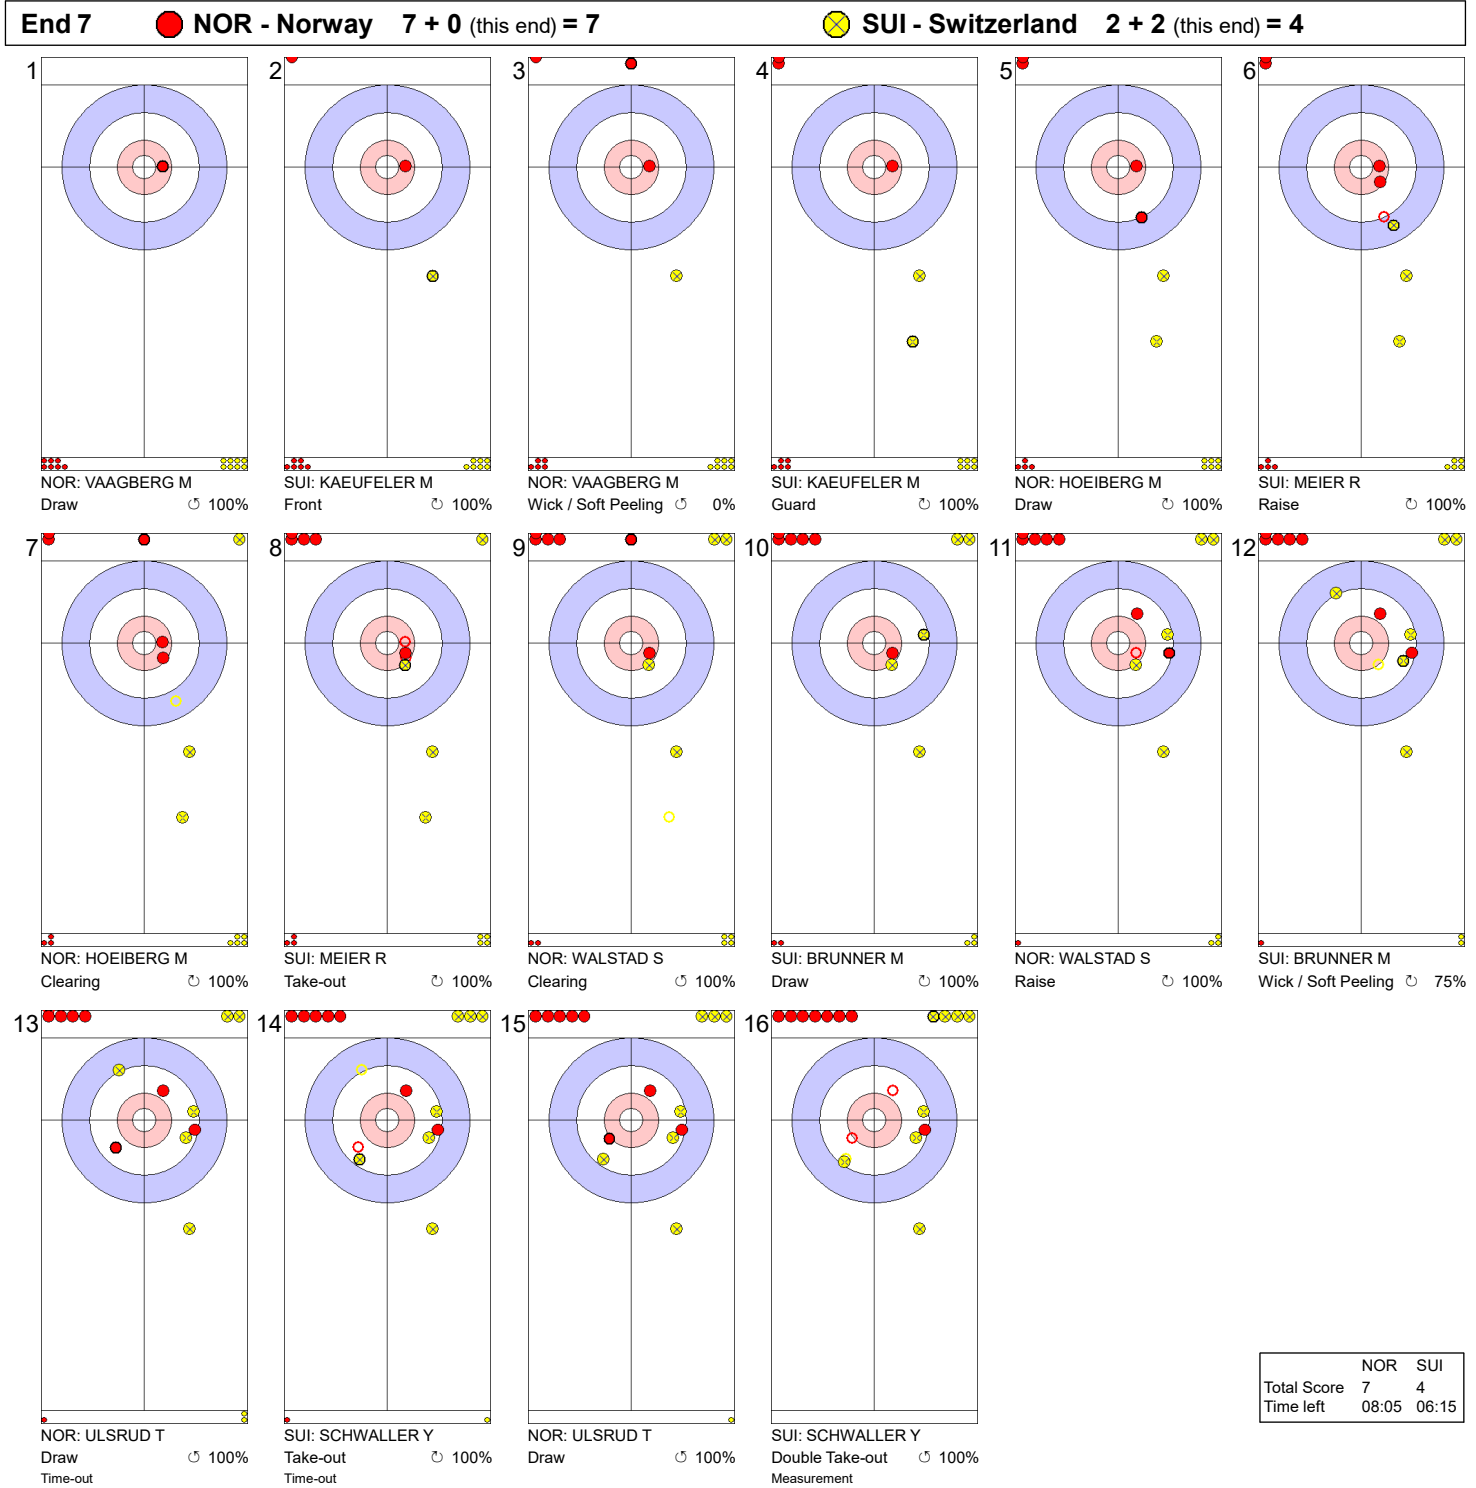 End 7 NOR - Norway 7 + 0 (this end) = 7 SUI - Switzerland 2 + 2 (this end) = 4
1 2 3 4 5 6
NOR: VAAGBERG M SUI: KAEUFELER M NOR: VAAGBERG M SUI: KAEUFELER M NOR: HOEIBERG M SUI: MEIER R
Draw ↺ 100% Front ↻ 100% Wick / Soft Peeling ↺ 0% Guard ↻ 100% Draw ↻ 100% Raise ↻ 100%
7 8 9 10 11 12
NOR: HOEIBERG M SUI: MEIER R NOR: WALSTAD S SUI: BRUNNER M NOR: WALSTAD S SUI: BRUNNER M
Clearing ↻ 100% Take-out ↻ 100% Clearing ↻ 100% Draw ↻ 100% Raise ↻ 100% Wick / Soft Peeling ↻ 75%
13 14 15 16
NOR SUI
Total Score 7 4
Time left 08:05 06:15
NOR: ULSRUD T SUI: SCHWALLER Y NOR: ULSRUD T SUI: SCHWALLER Y
Draw ↺ 100% Take-out ↺ 100% Draw ↺ 100% Double Take-out ↺ 100%
Time-out Time-out Measurement